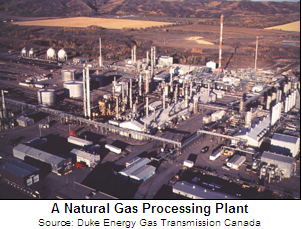 A Natural Gas Processing Plant
Source: Duke Energy Gas Transmission Canada